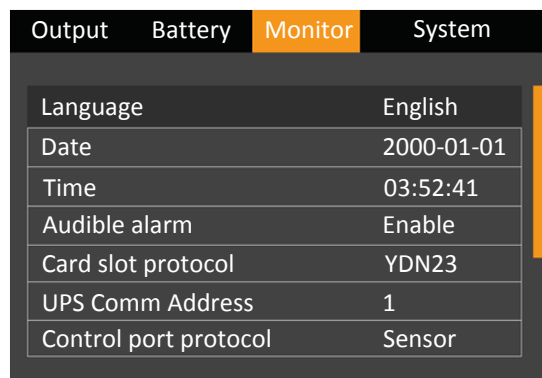 Output Battery Monitor System
Language English
Date 2000-01-01
Time 03:52:41
Audible alarm Enable
Card slot protocol YDN23
UPS Comm Address 1
Control port protocol Sensor